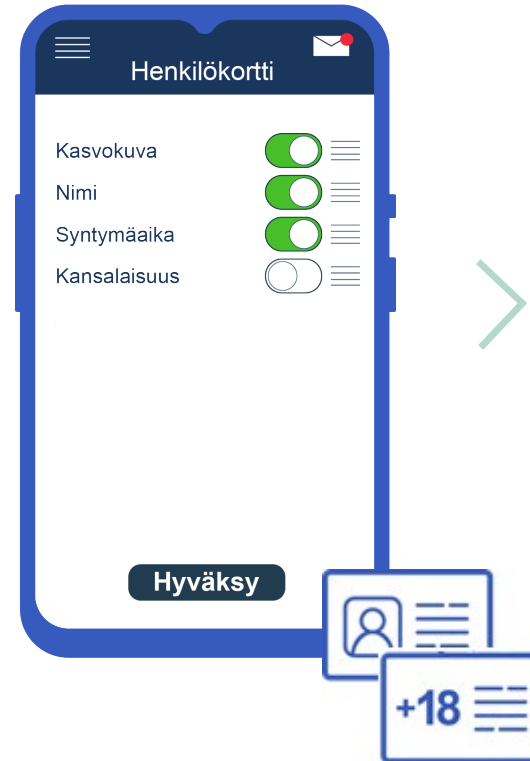 Henkilökortti
Kasvokuva
Nimi
Syntymäaika
Kansalaisuus
Hyväksy
+18